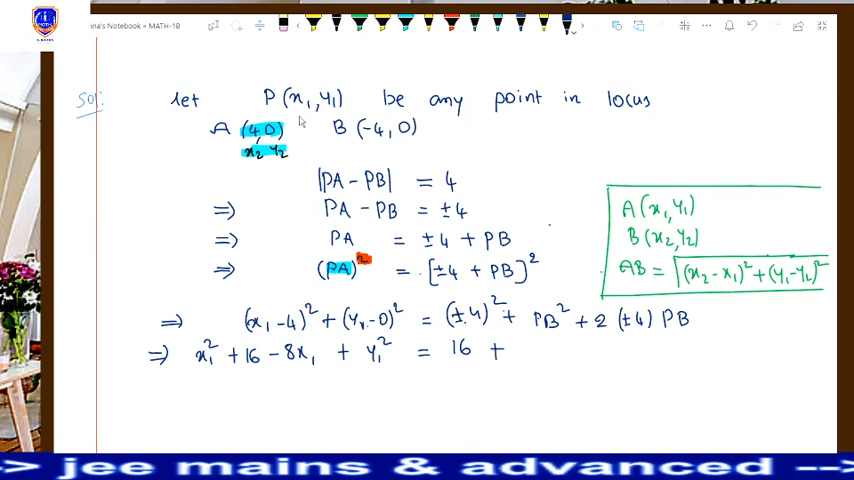 ina's Notebook > MATH-1B
Sol:
let P(x₁,y₁) be any point in locus
A (4,0) B (-4,0)
x₂ y₂
|PA - PB| = 4
⇒ PA - PB = ±4
⇒ PA = ±4 + PB
⇒ (PA)² = [±4 + PB]²
⇒ (x₁-4)² + (y₁-0)² = (±4)² + PB² + 2(±4) PB
⇒ x₁² + 16 - 8x₁ + y₁² = 16 +
A(x₁,y₁)
B(x₂,y₂)
AB = √(x₂-x₁)²+(y₁-y₂)²
-> jee mains & advanced -->